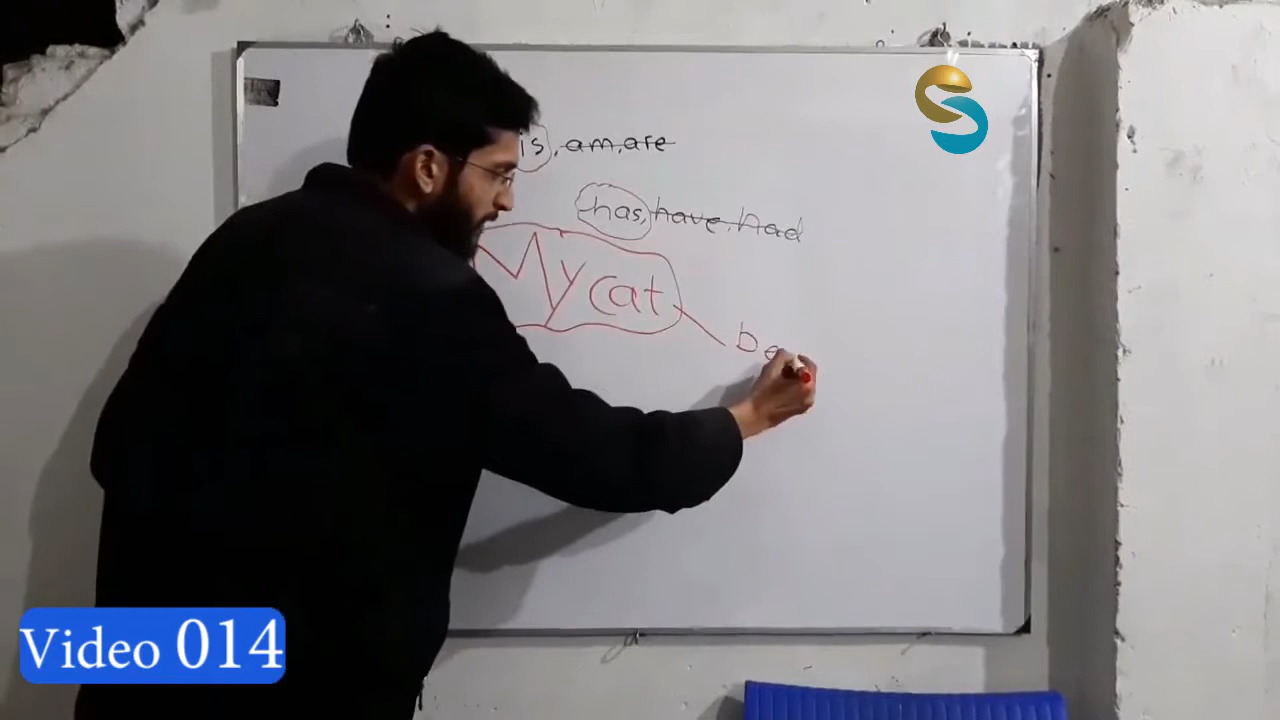 is, am, are
has, have, had
My cat
be
Video 014